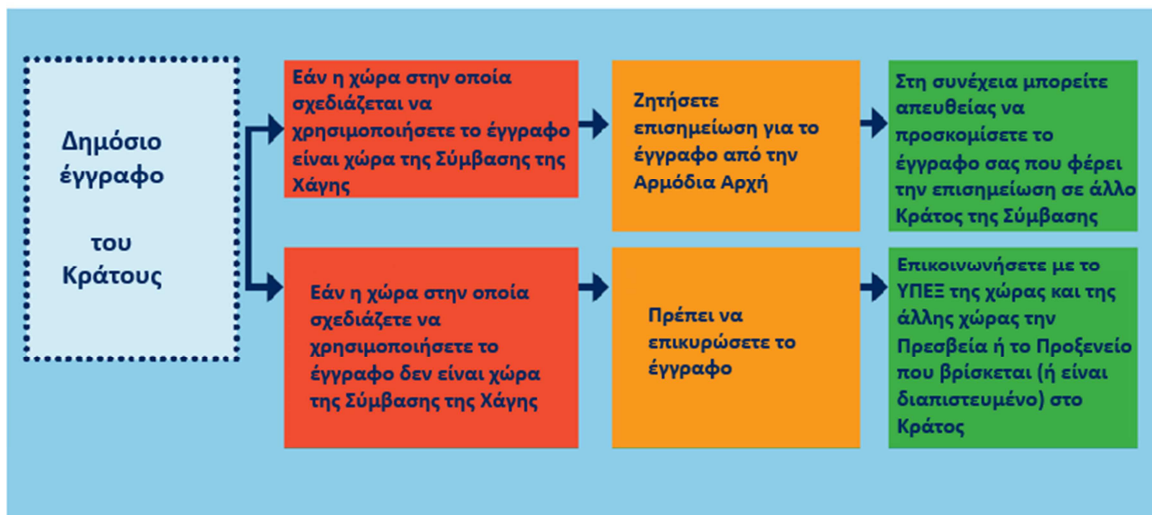 Δημόσιο
έγγραφο
του
Κράτους
Εάν η χώρα στην οποία
σχεδιάζεται να
χρησιμοποιήσετε το έγγραφο
είναι χώρα της Σύμβασης της
Χάγης
Ζητήσετε
επισημείωση για το
έγγραφο από την
Αρμόδια Αρχή
Στη συνέχεια μπορείτε
απευθείας να
προσκομίσετε το
έγγραφο σας που φέρει
την επισημείωση σε άλλο
Κράτος της Σύμβασης
Εάν η χώρα στην οποία
σχεδιάζετε να
χρησιμοποιήσετε το
έγγραφο δεν είναι χώρα
της Σύμβασης της Χάγης
Πρέπει να
επικυρώσετε το
έγγραφο
Επικοινωνήσετε με το
ΥΠΕΞ της χώρας και της
άλλης χώρας την
Πρεσβεία ή το Προξενείο
που βρίσκεται (ή είναι
διαπιστευμένο) στο
Κράτος